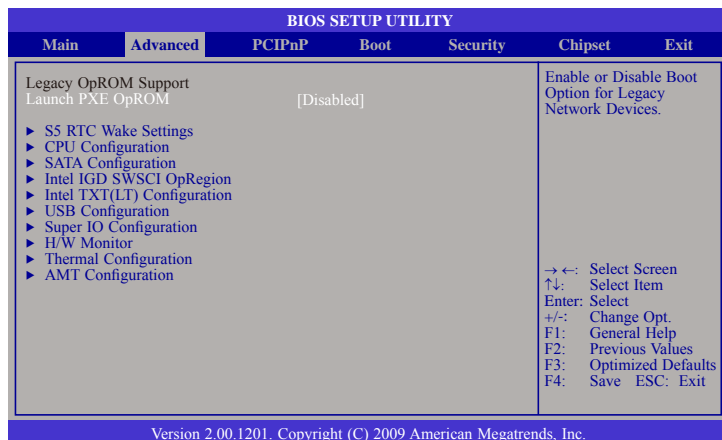 BIOS SETUP UTILITY
Main Advanced PCIPnP Boot Security Chipset Exit
Legacy OpROM Support
Launch PXE OpROM [Disabled]
► S5 RTC Wake Settings
► CPU Configuration
► SATA Configuration
► Intel IGD SWSCI OpRegion
► Intel TXT(LT) Configuration
► USB Configuration
► Super IO Configuration
► H/W Monitor
► Thermal Configuration
► AMT Configuration
Enable or Disable Boot
Option for Legacy
Network Devices.
→ ←: Select Screen
↑↓: Select Item
Enter: Select
+/-: Change Opt.
F1: General Help
F2: Previous Values
F3: Optimized Defaults
F4: Save ESC: Exit
Version 2.00.1201. Copyright (C) 2009 American Megatrends, Inc.